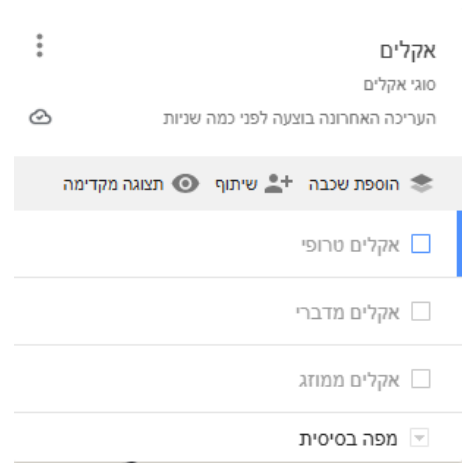 אקלים
סוגי אקלים
העריכה האחרונה בוצעה לפני כמה שניות
הוספת שכבה שיתוף תצוגה מקדימה
אקלים טרופי
אקלים מדברי
אקלים ממוזג
מפה בסיסית